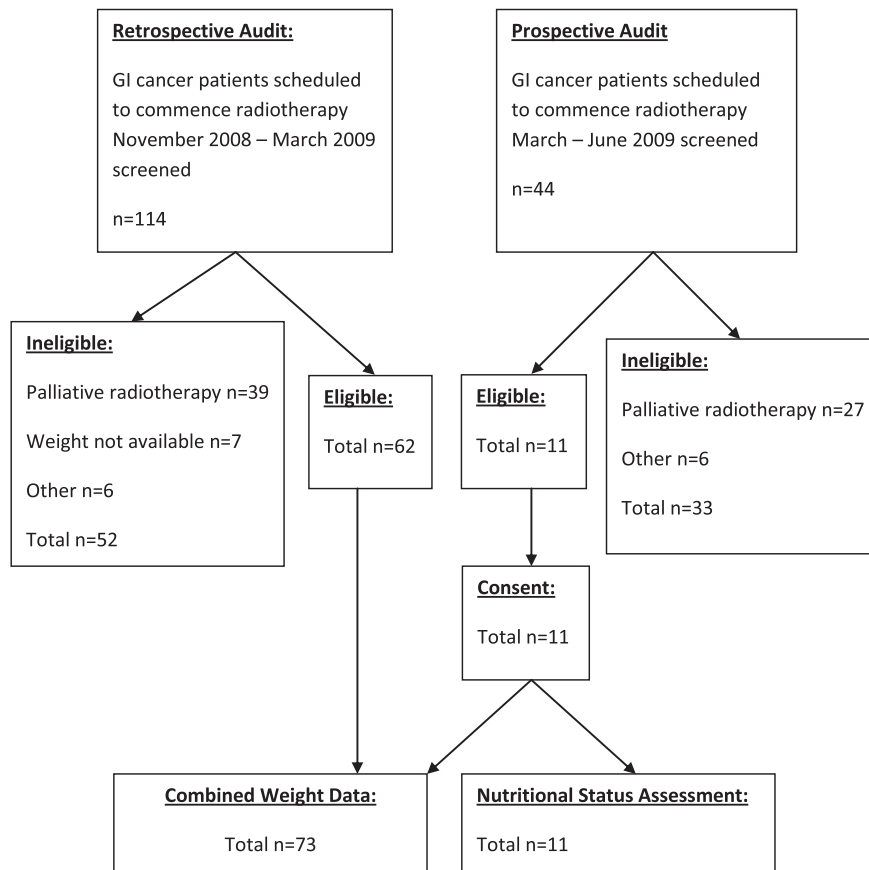 Retrospective Audit:
GI cancer patients scheduled
to commence radiotherapy
November 2008 – March 2009
screened
n=114
Prospective Audit
GI cancer patients scheduled
to commence radiotherapy
March – June 2009 screened
n=44
Ineligible:
Palliative radiotherapy n=39
Weight not available n=7
Other n=6
Total n=52
Eligible:
Total n=62
Eligible:
Total n=11
Ineligible:
Palliative radiotherapy n=27
Other n=6
Total n=33
Consent:
Total n=11
Combined Weight Data:
Total n=73
Nutritional Status Assessment:
Total n=11